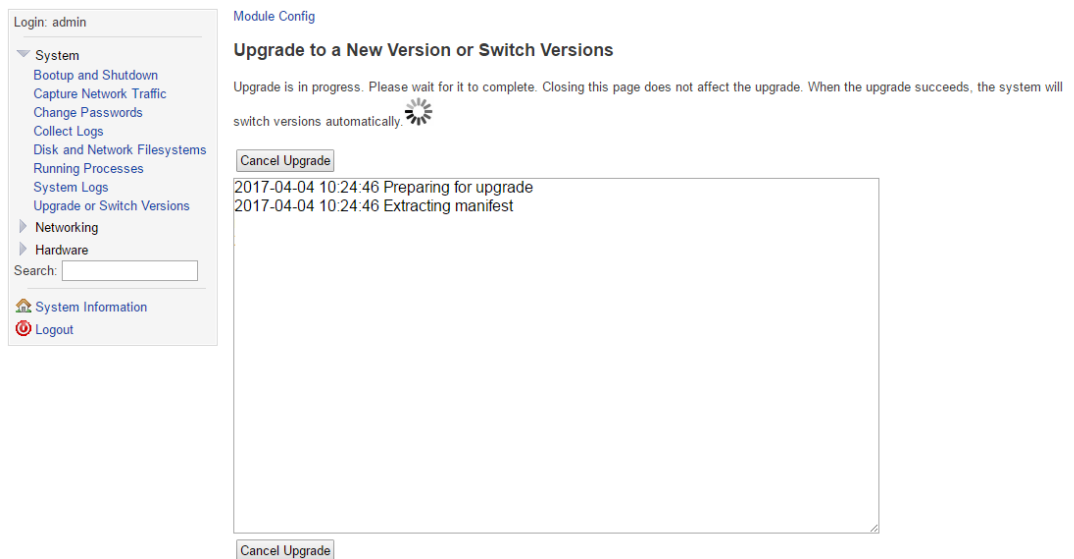 Login: admin
System
Bootup and Shutdown
Capture Network Traffic
Change Passwords
Collect Logs
Disk and Network Filesystems
Running Processes
System Logs
Upgrade or Switch Versions
Networking
Hardware
Search:
System Information
Logout
Module Config
Upgrade to a New Version or Switch Versions
Upgrade is in progress. Please wait for it to complete. Closing this page does not affect the upgrade. When the upgrade succeeds, the system will
switch versions automatically.
Cancel Upgrade
2017-04-04 10:24:46 Preparing for upgrade
2017-04-04 10:24:46 Extracting manifest
Cancel Upgrade